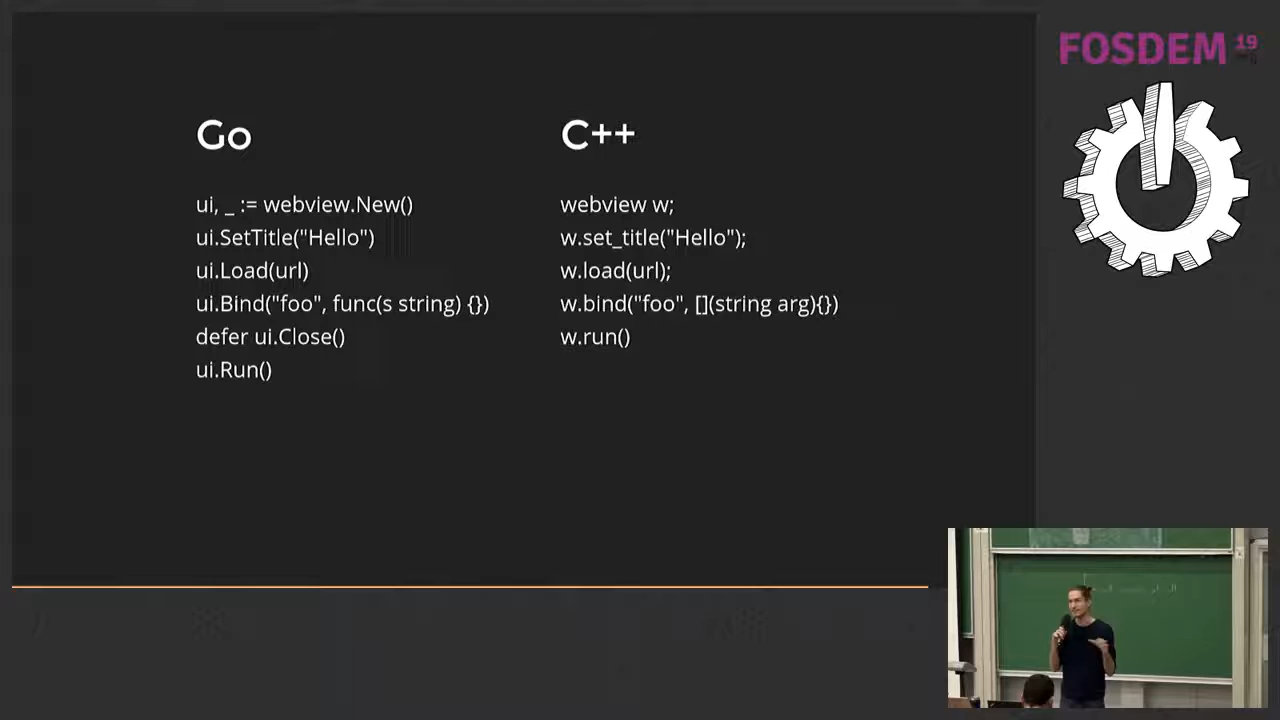 FOSDEM 19
Go
ui, _ := webview.New()
ui.SetTitle("Hello")
ui.Load(url)
ui.Bind("foo", func(s string) {})
defer ui.Close()
ui.Run()
C++
webview w;
w.set_title("Hello");
w.load(url);
w.bind("foo", [](string arg){})
w.run()